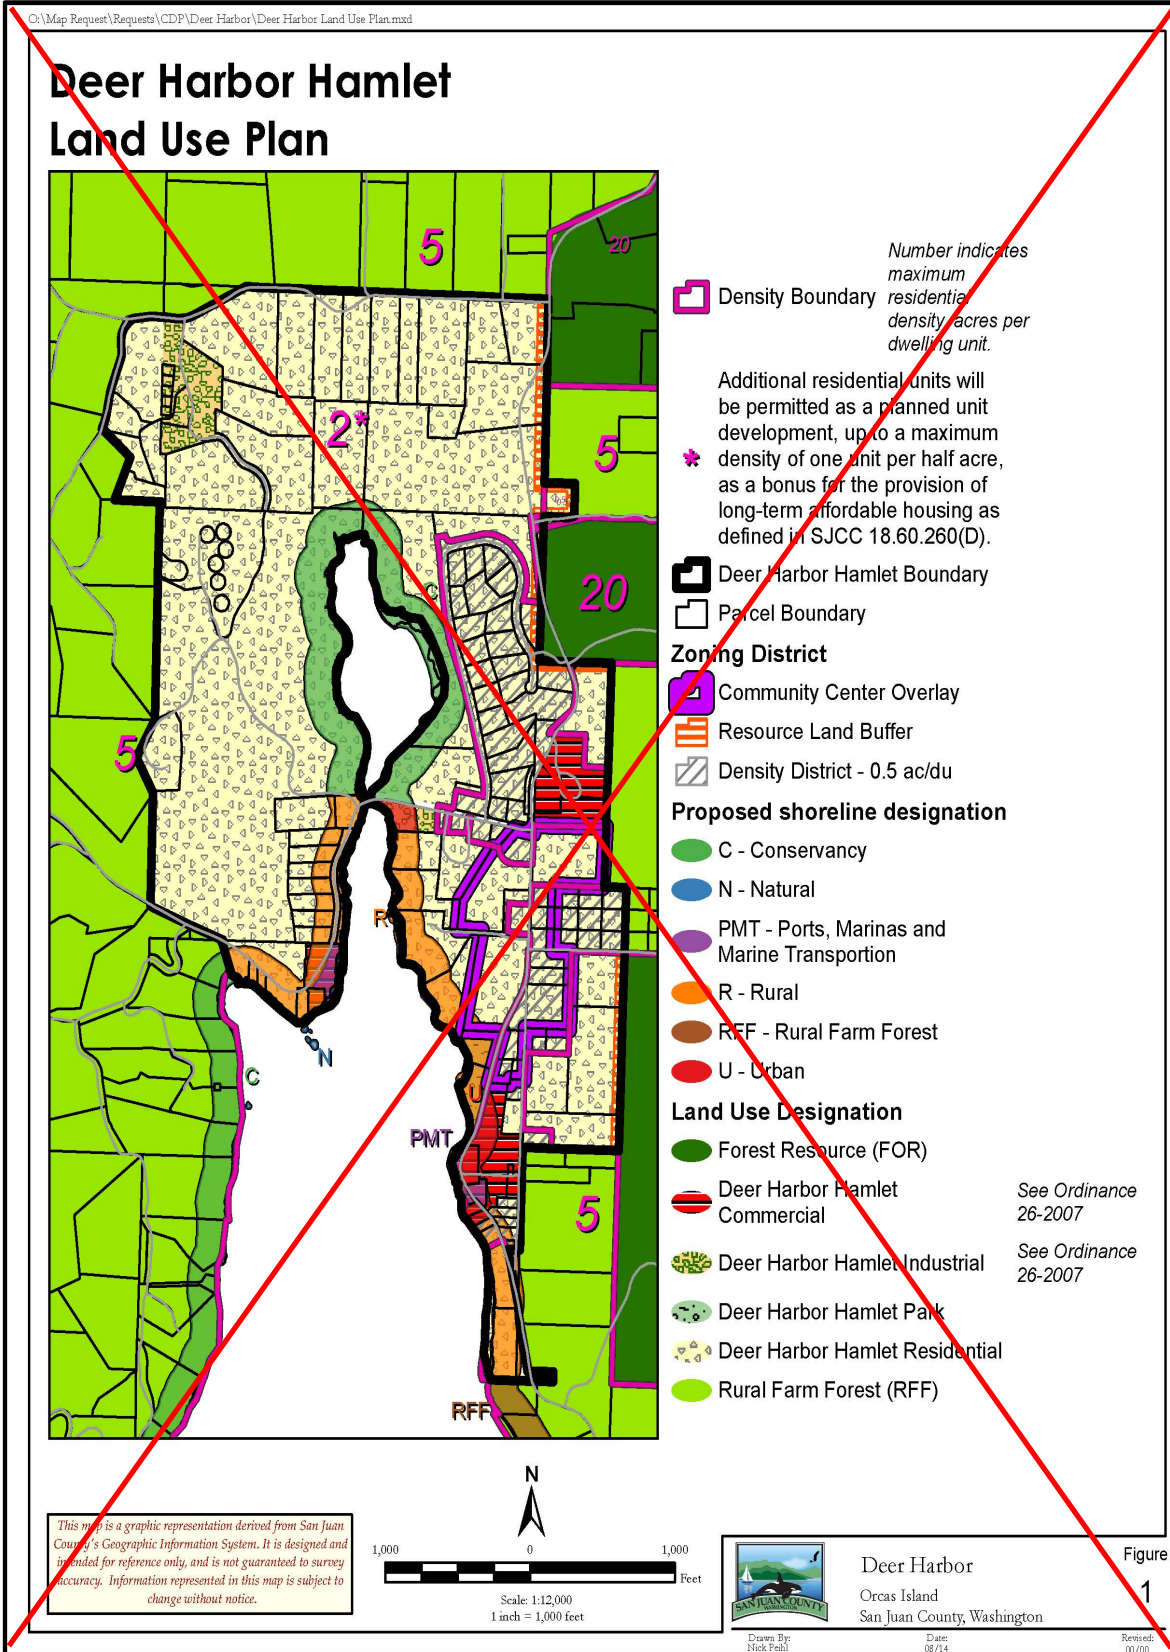 O:\Map Request\Requests\CDP\Deer Harbor\Deer Harbor Land Use Plan.mxd
Deer Harbor Hamlet
Land Use Plan
5
20
2*
5
20
5
C
R
N
C
U
PMT
5
RFF
Density Boundary
Number indicates
maximum
residential
density, acres per
dwelling unit.
Additional residential units will
be permitted as a planned unit
development, up to a maximum
* density of one unit per half acre,
as a bonus for the provision of
long-term affordable housing as
defined in SJCC 18.60.260(D).
Deer Harbor Hamlet Boundary
Parcel Boundary
Zoning District
Community Center Overlay
Resource Land Buffer
Density District - 0.5 ac/du
Proposed shoreline designation
C - Conservancy
N - Natural
PMT - Ports, Marinas and
Marine Transportion
R - Rural
RFF - Rural Farm Forest
U - Urban
Land Use Designation
Forest Resource (FOR)
Deer Harbor Hamlet
Commercial
See Ordinance
26-2007
Deer Harbor Hamlet Industrial
See Ordinance
26-2007
Deer Harbor Hamlet Park
Deer Harbor Hamlet Residential
Rural Farm Forest (RFF)
N
This map is a graphic representation derived from San Juan
County's Geographic Information System. It is designed and
intended for reference only, and is not guaranteed to survey
accuracy. Information represented in this map is subject to
change without notice.
1,000 0 1,000
Feet
Scale: 1:12,000
1 inch = 1,000 feet
SAN JUAN COUNTY
WASHINGTON
Deer Harbor
Orcas Island
San Juan County, Washington
Figure
1
Drawn By:
Nick Peihl
Date:
08/14
Revised:
00/00